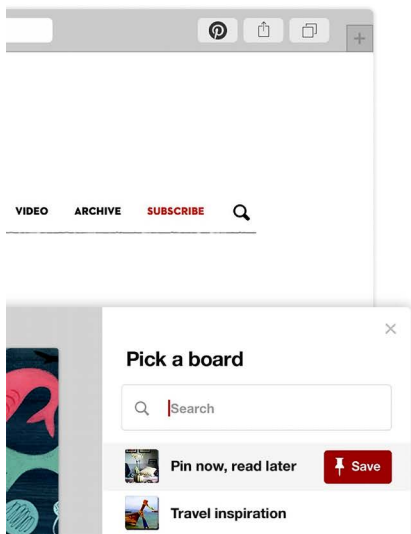 VIDEO ARCHIVE SUBSCRIBE
Pick a board
Search
Pin now, read later Save
Travel inspiration